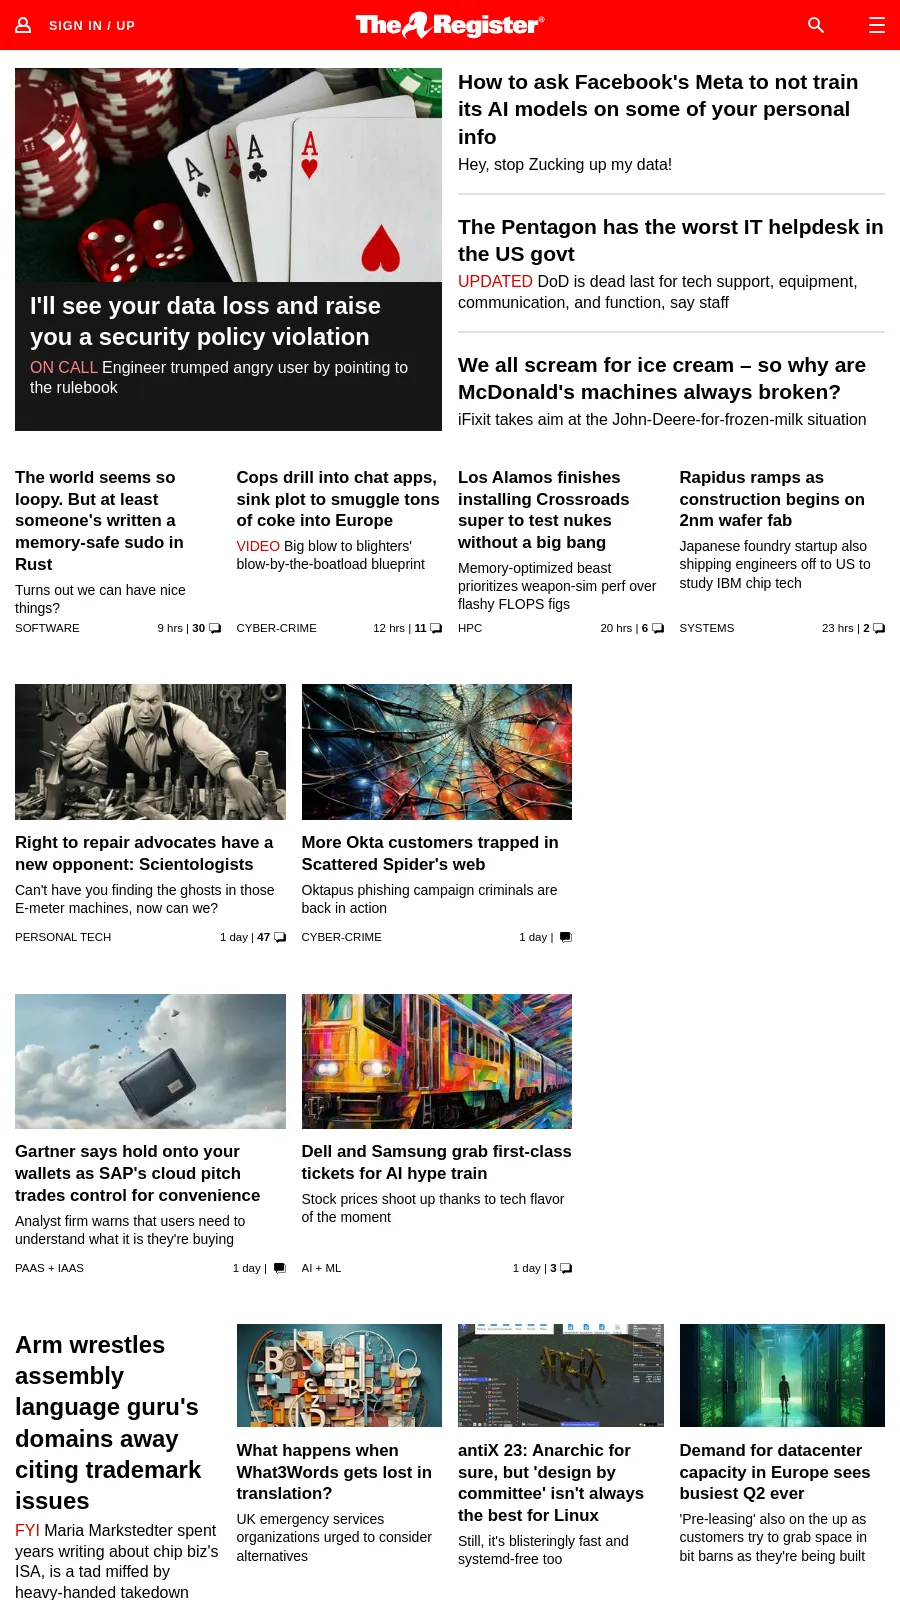 SIGN IN / UP
The Register®
I'll see your data loss and raise
you a security policy violation
ON CALL Engineer trumped angry user by pointing to
the rulebook
How to ask Facebook's Meta to not train
its AI models on some of your personal
info
Hey, stop Zucking up my data!
The Pentagon has the worst IT helpdesk in
the US govt
UPDATED DoD is dead last for tech support, equipment,
communication, and function, say staff
We all scream for ice cream – so why are
McDonald's machines always broken?
iFixit takes aim at the John-Deere-for-frozen-milk situation
The world seems so
loopy. But at least
someone's written a
memory-safe sudo in
Rust
Turns out we can have nice
things?
SOFTWARE 9 hrs | 30
Cops drill into chat apps,
sink plot to smuggle tons
of coke into Europe
VIDEO Big blow to blighters'
blow-by-the-boatload blueprint
CYBER-CRIME 12 hrs | 11
Los Alamos finishes
installing Crossroads
super to test nukes
without a big bang
Memory-optimized beast
prioritizes weapon-sim perf over
flashy FLOPS figs
HPC 20 hrs | 6
Rapidus ramps as
construction begins on
2nm wafer fab
Japanese foundry startup also
shipping engineers off to US to
study IBM chip tech
SYSTEMS 23 hrs | 2
Right to repair advocates have a
new opponent: Scientologists
Can't have you finding the ghosts in those
E-meter machines, now can we?
PERSONAL TECH 1 day | 47
More Okta customers trapped in
Scattered Spider's web
Oktapus phishing campaign criminals are
back in action
CYBER-CRIME 1 day |
Gartner says hold onto your
wallets as SAP's cloud pitch
trades control for convenience
Analyst firm warns that users need to
understand what it is they're buying
PAAS + IAAS 1 day |
Dell and Samsung grab first-class
tickets for AI hype train
Stock prices shoot up thanks to tech flavor
of the moment
AI + ML 1 day | 3
Arm wrestles
assembly
language guru's
domains away
citing trademark
issues
FYI Maria Markstedter spent
years writing about chip biz's
ISA, is a tad miffed by
heavy-handed takedown
What happens when
What3Words gets lost in
translation?
UK emergency services
organizations urged to consider
alternatives
antiX 23: Anarchic for
sure, but 'design by
committee' isn't always
the best for Linux
Still, it's blisteringly fast and
systemd-free too
Demand for datacenter
capacity in Europe sees
busiest Q2 ever
'Pre-leasing' also on the up as
customers try to grab space in
bit barns as they're being built